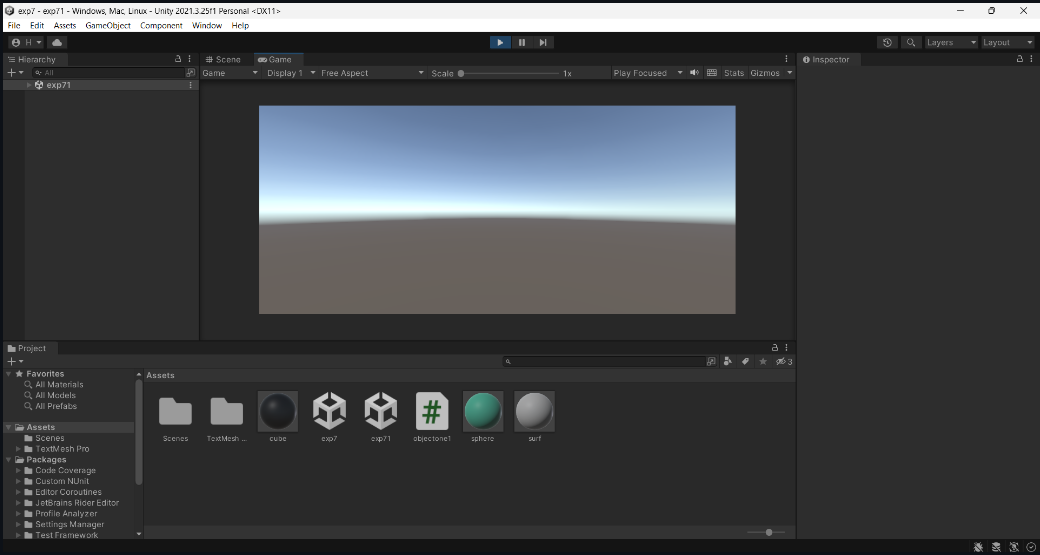 exp7 - exp71 - Windows, Mac, Linux - Unity 2021.3.25f1 Personal <DX11>
File Edit Assets GameObject Component Window Help
H Layers Layout
Hierarchy Scene Game Inspector
All Game Display 1 Free Aspect Scale 1x Play Focused Stats Gizmos
exp71
Project
3
Favorites Assets
All Materials
All Models
All Prefabs
Assets
Scenes
TextMesh Pro
Packages
Code Coverage
Custom NUnit
Editor Coroutines
JetBrains Rider Editor
Profile Analyzer
Settings Manager
Test Framework
#
Scenes TextMesh ... cube exp7 exp71 objectone1 sphere surf